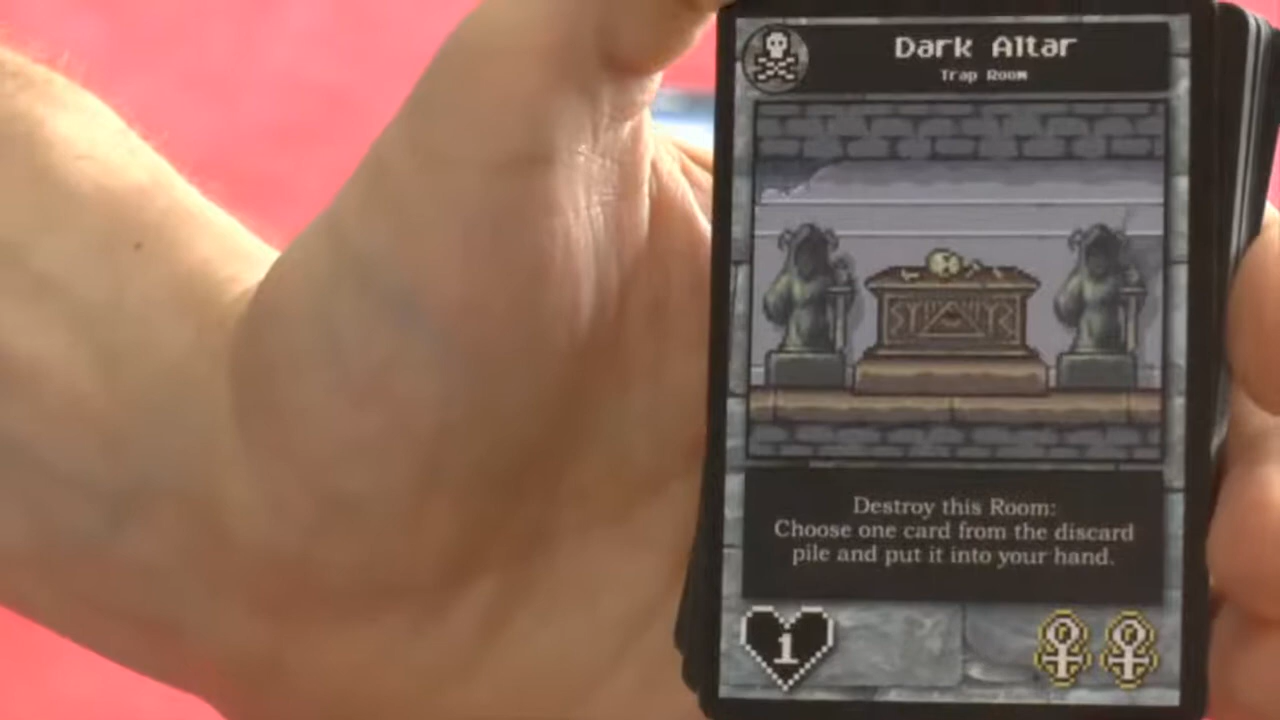 Dark Altar
Trap Room
Destroy this Room:
Choose one card from the discard
pile and put it into your hand.
1